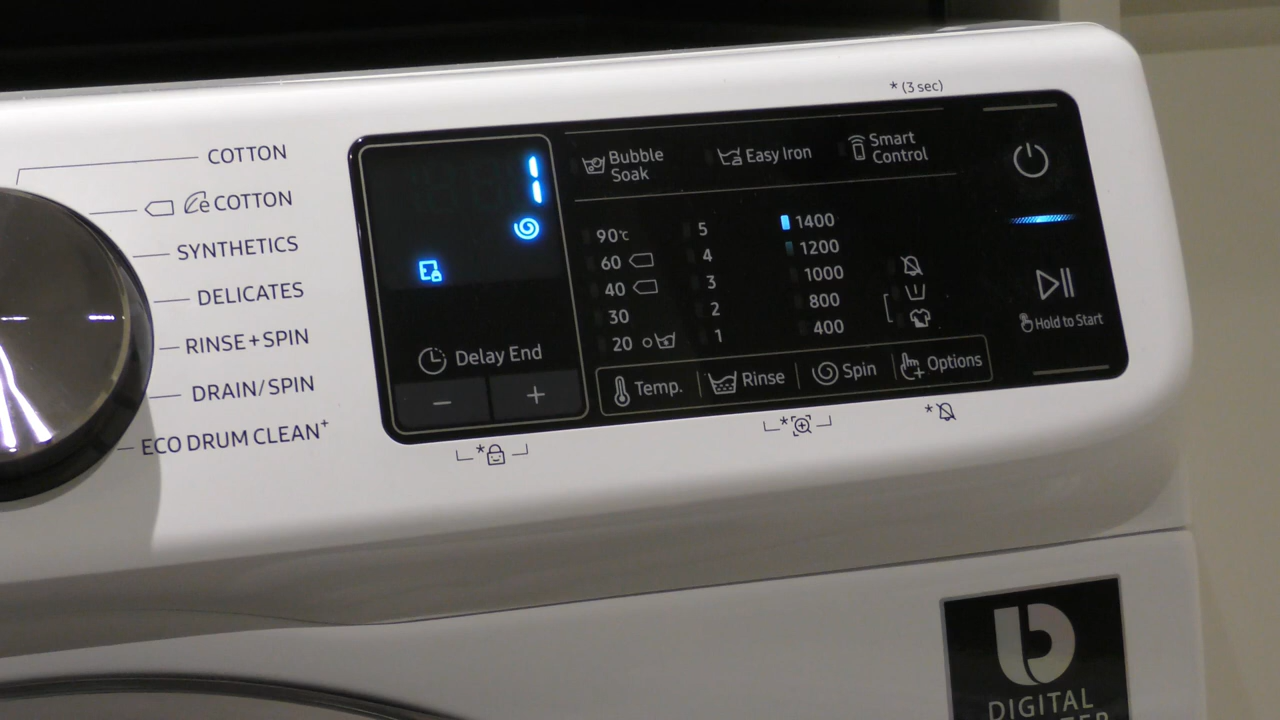 * (3 sec)
COTTON
e COTTON
SYNTHETICS
DELICATES
RINSE+SPIN
DRAIN/SPIN
ECO DRUM CLEAN+
1
Delay End
− +
Bubble
Soak
Easy Iron
Smart
Control
90℃
60
40
30
20
5
4
3
2
1
1400
1200
1000
800
400
Temp.
Rinse
Spin
Options
Hold to Start
*
*
*
DIGITAL